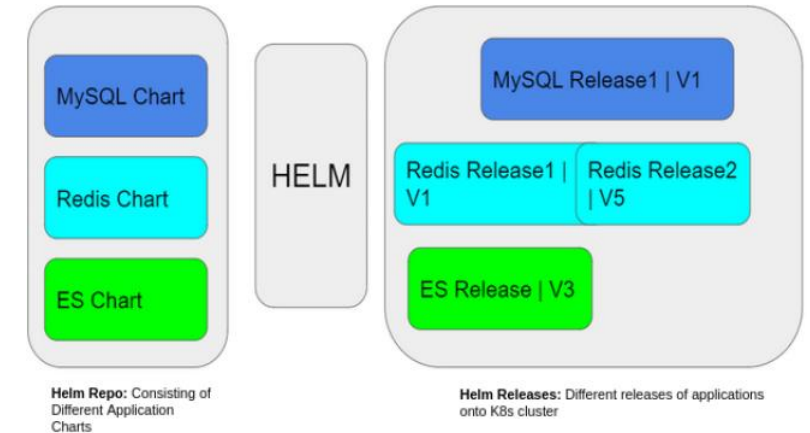 MySQL Chart
Redis Chart
ES Chart
HELM
MySQL Release1 | V1
Redis Release1 |
V1
Redis Release2
| V5
ES Release | V3
Helm Repo: Consisting of
Different Application
Charts
Helm Releases: Different releases of applications
onto K8s cluster